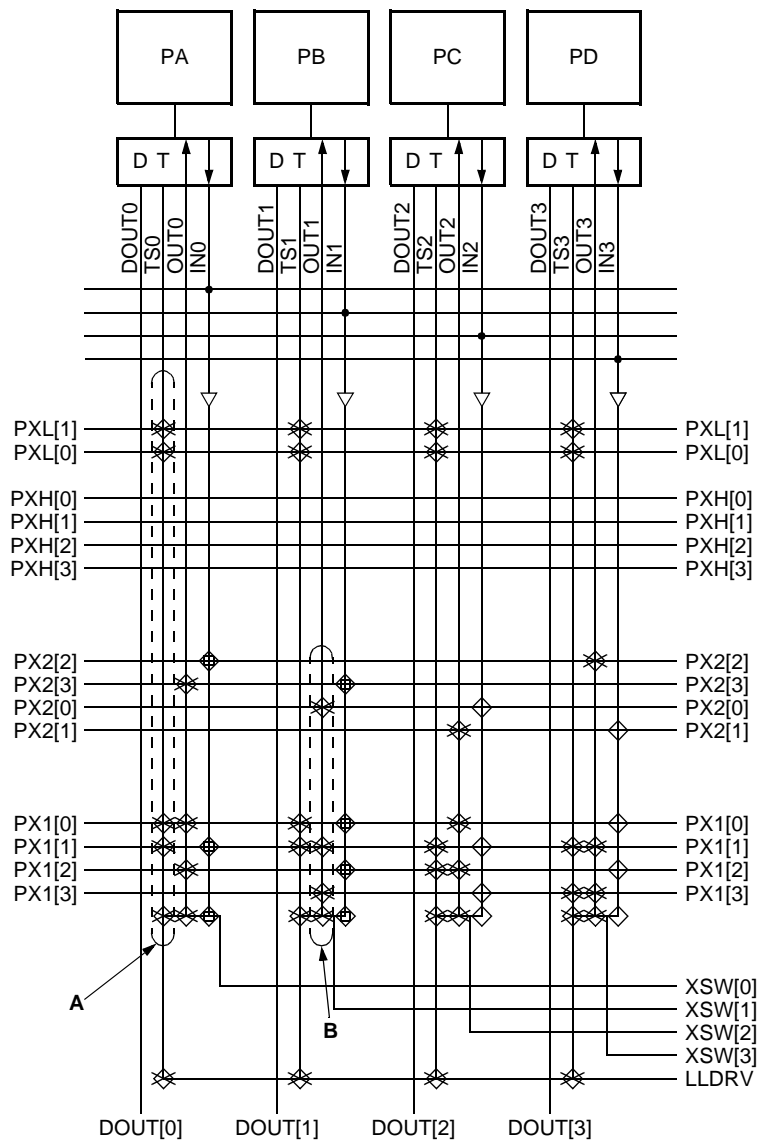 PA PB PC PD
D T D T D T D T
DOUT0 TS0 OUT0 IN0 DOUT1 TS1 OUT1 IN1 DOUT2 TS2 OUT2 IN2 DOUT3 TS3 OUT3 IN3
PXL[1] PXL[1]
PXL[0] PXL[0]
PXH[0] PXH[0]
PXH[1] PXH[1]
PXH[2] PXH[2]
PXH[3] PXH[3]
PX2[2] PX2[2]
PX2[3] PX2[3]
PX2[0] PX2[0]
PX2[1] PX2[1]
PX1[0] PX1[0]
PX1[1] PX1[1]
PX1[2] PX1[2]
PX1[3] PX1[3]
A
B
XSW[0]
XSW[1]
XSW[2]
XSW[3]
LLDRV
DOUT[0] DOUT[1] DOUT[2] DOUT[3]